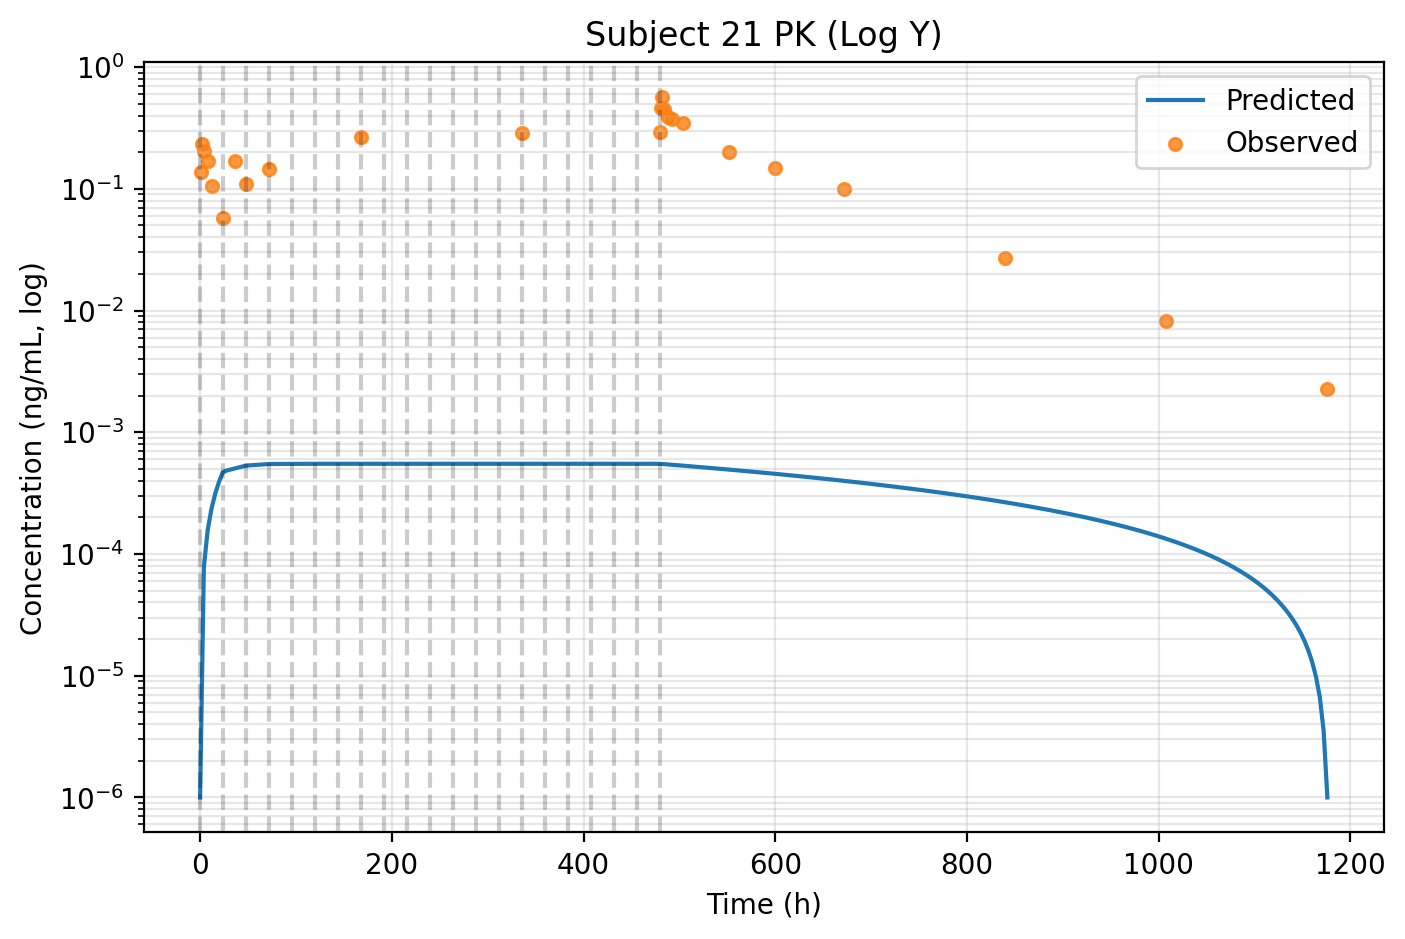 Subject 21 PK (Log Y)
Concentration (ng/mL, log)
10⁰
10⁻¹
10⁻²
10⁻³
10⁻⁴
10⁻⁵
10⁻⁶
Predicted
Observed
0 200 400 600 800 1000 1200
Time (h)